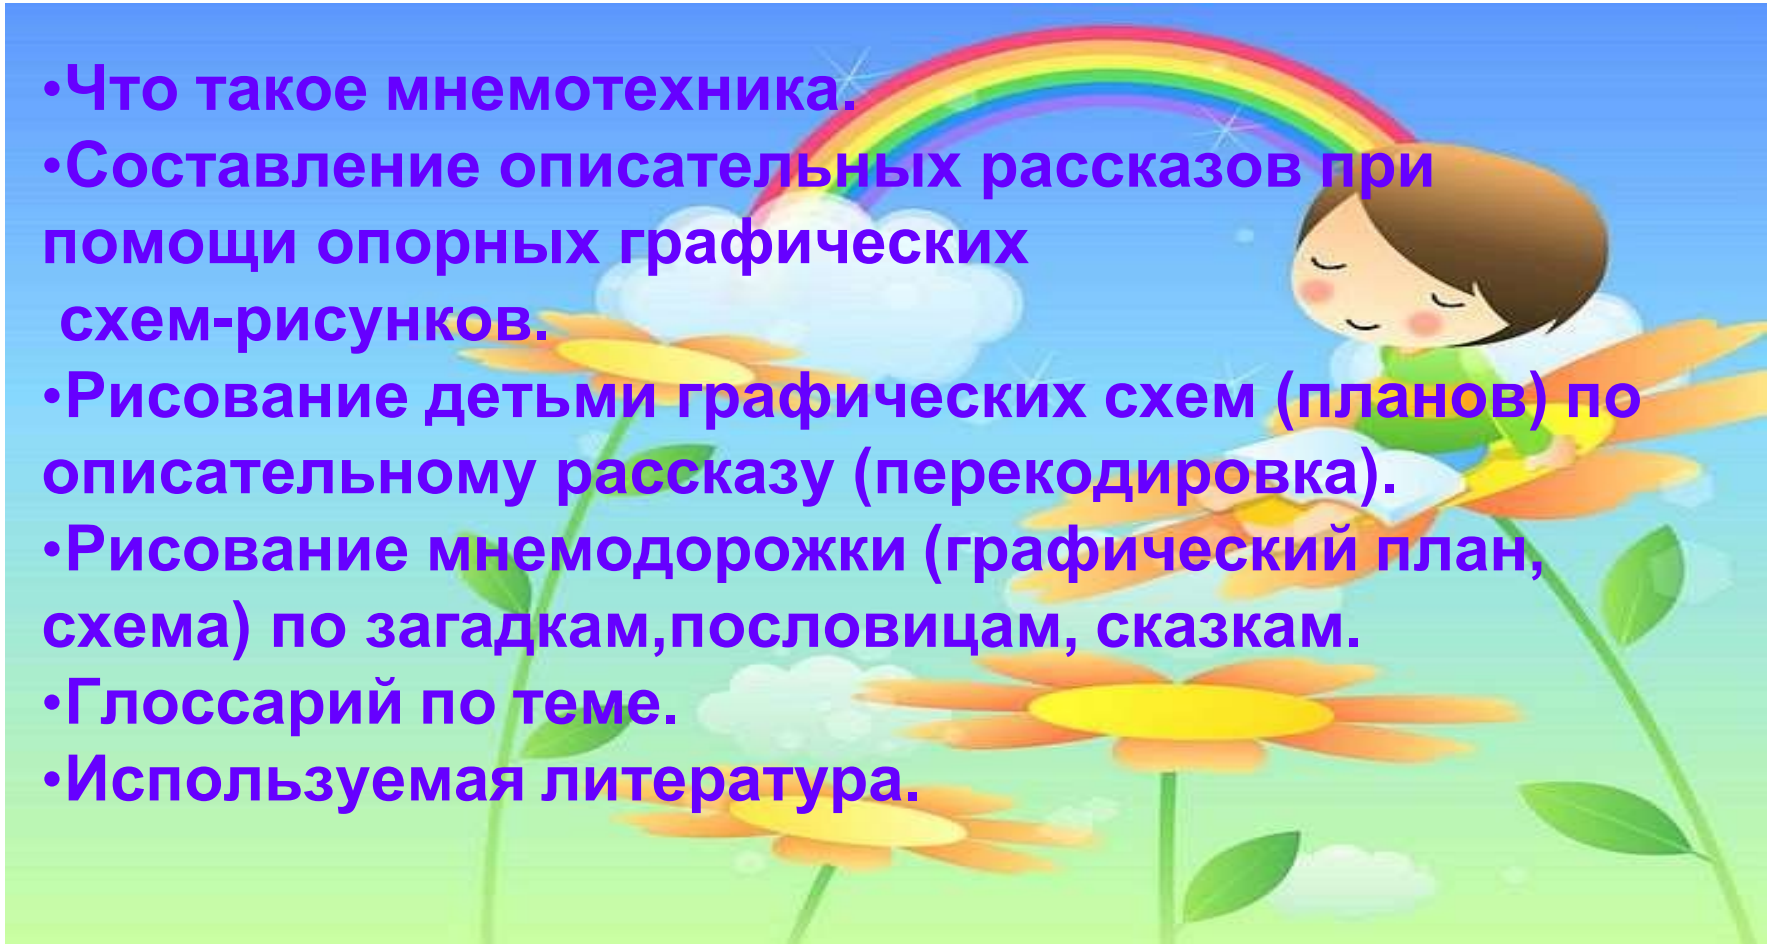 •Что такое мнемотехника.
•Составление описательных рассказов при
помощи опорных графических
схем-рисунков.
•Рисование детьми графических схем (планов) по
описательному рассказу (перекодировка).
•Рисование мнемодорожки (графический план,
схема) по загадкам,пословицам, сказкам.
•Глоссарий по теме.
•Используемая литература.